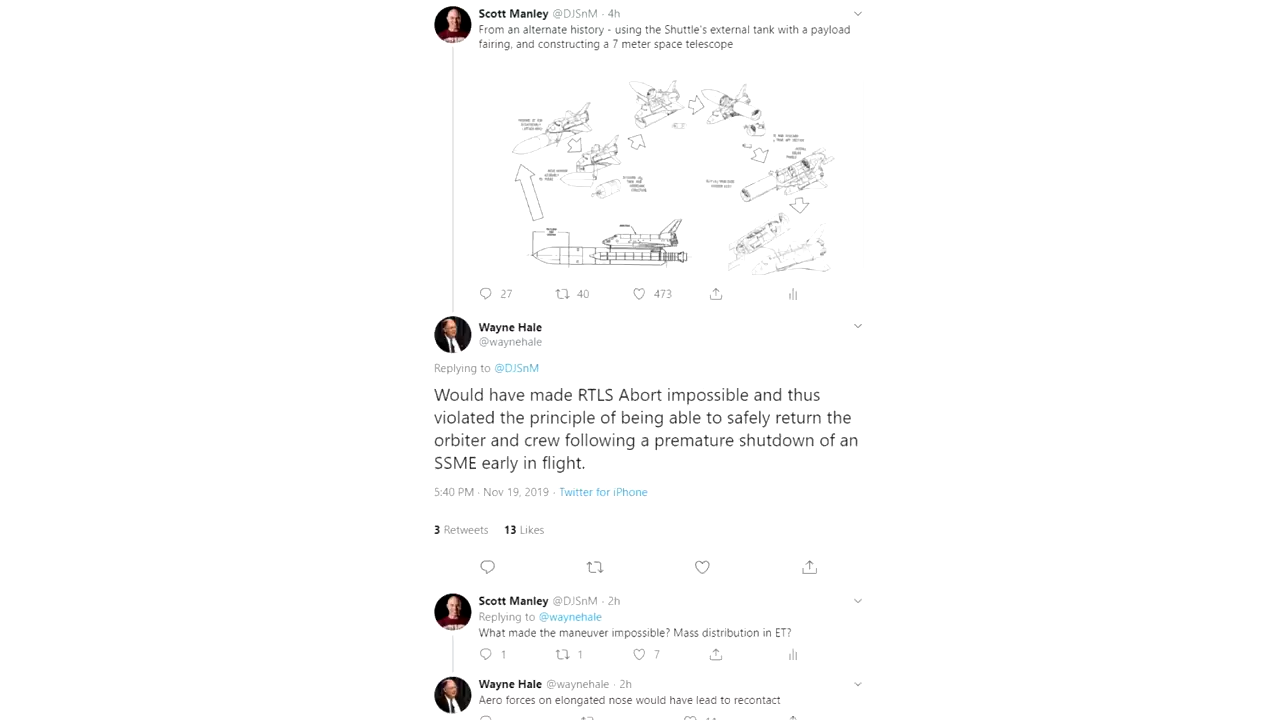 Scott Manley @DJSnM · 4h
From an alternate history - using the Shuttle's external tank with a payload
fairing, and constructing a 7 meter space telescope
27 40 473
Wayne Hale
@waynehale
Replying to @DJSnM
Would have made RTLS Abort impossible and thus
violated the principle of being able to safely return the
orbiter and crew following a premature shutdown of an
SSME early in flight.
5:40 PM · Nov 19, 2019 · Twitter for iPhone
3 Retweets 13 Likes
Scott Manley @DJSnM · 2h
Replying to @waynehale
What made the maneuver impossible? Mass distribution in ET?
1 1 7
Wayne Hale @waynehale · 2h
Aero forces on elongated nose would have lead to recontact